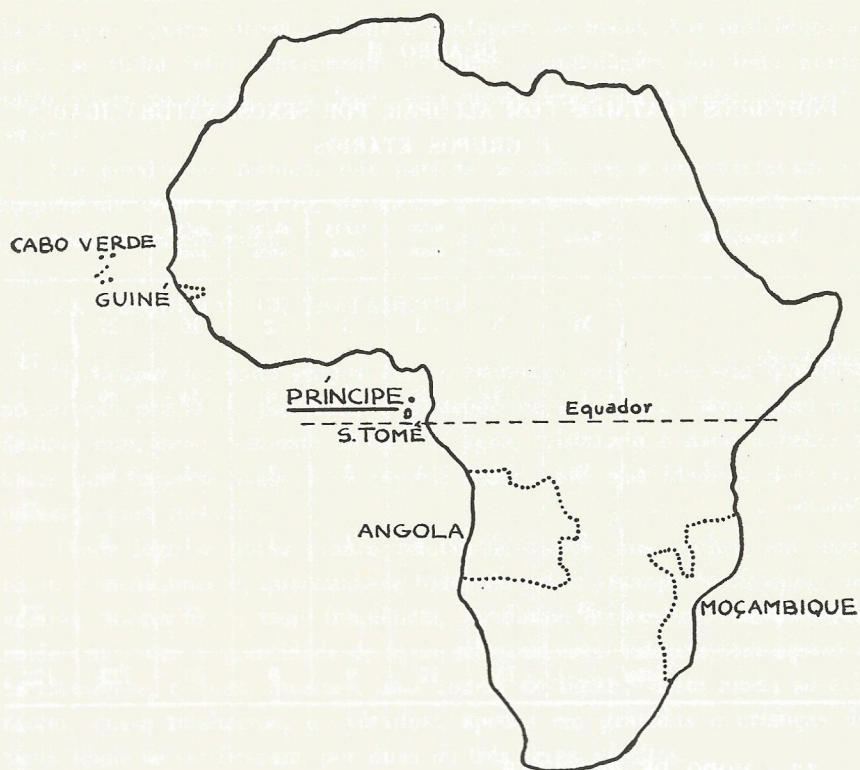 CABO VERDE
GUINÉ
PRÍNCIPE
Equador
S. TOMÉ
ANGOLA
MOÇAMBIQUE